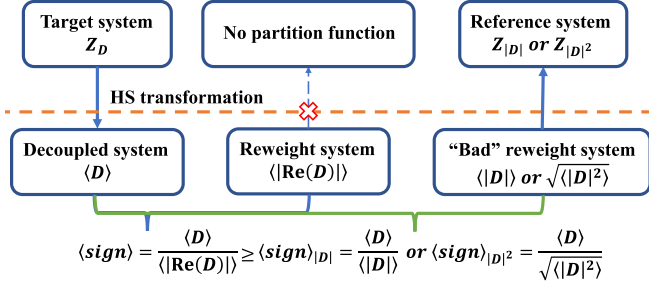 Target system
Z_D
No partition function
Reference system
Z_{|D|} or Z_{|D|^2}
HS transformation
Decoupled system
⟨D⟩
Reweight system
⟨|Re(D)|⟩
“Bad” reweight system
⟨|D|⟩ or √⟨|D|^2⟩
⟨sign⟩ = ⟨D⟩/⟨|Re(D)|⟩ ≥ ⟨sign⟩_{|D|} = ⟨D⟩/⟨|D|⟩ or ⟨sign⟩_{|D|^2} = ⟨D⟩/√⟨|D|^2⟩